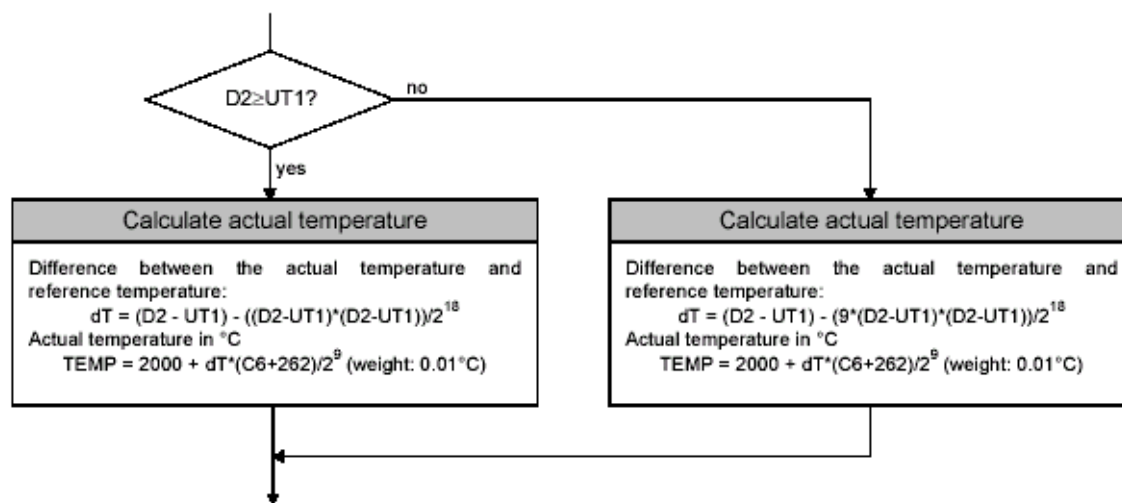 D2≥UT1?
no
yes
Calculate actual temperature
Difference between the actual temperature and
reference temperature:
dT = (D2 - UT1) - ((D2-UT1)*(D2-UT1))/2^18
Actual temperature in °C
TEMP = 2000 + dT*(C6+262)/2^9 (weight: 0.01°C)
Calculate actual temperature
Difference between the actual temperature and
reference temperature:
dT = (D2 - UT1) - (9*(D2-UT1)*(D2-UT1))/2^18
Actual temperature in °C
TEMP = 2000 + dT*(C6+262)/2^9 (weight: 0.01°C)